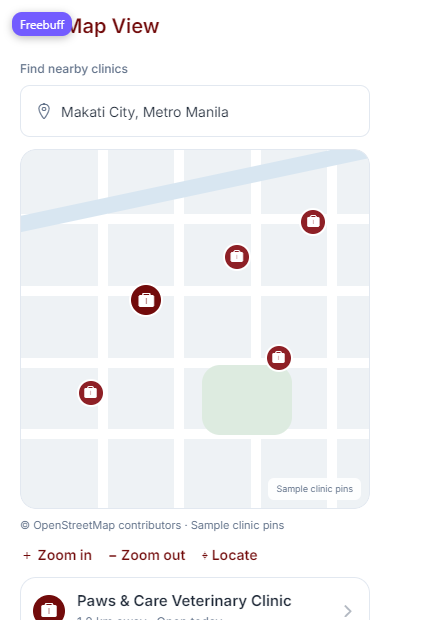 Freebuff
Map View
Find nearby clinics
Makati City, Metro Manila
Sample clinic pins
© OpenStreetMap contributors · Sample clinic pins
+ Zoom in − Zoom out ÷ Locate
Paws & Care Veterinary Clinic